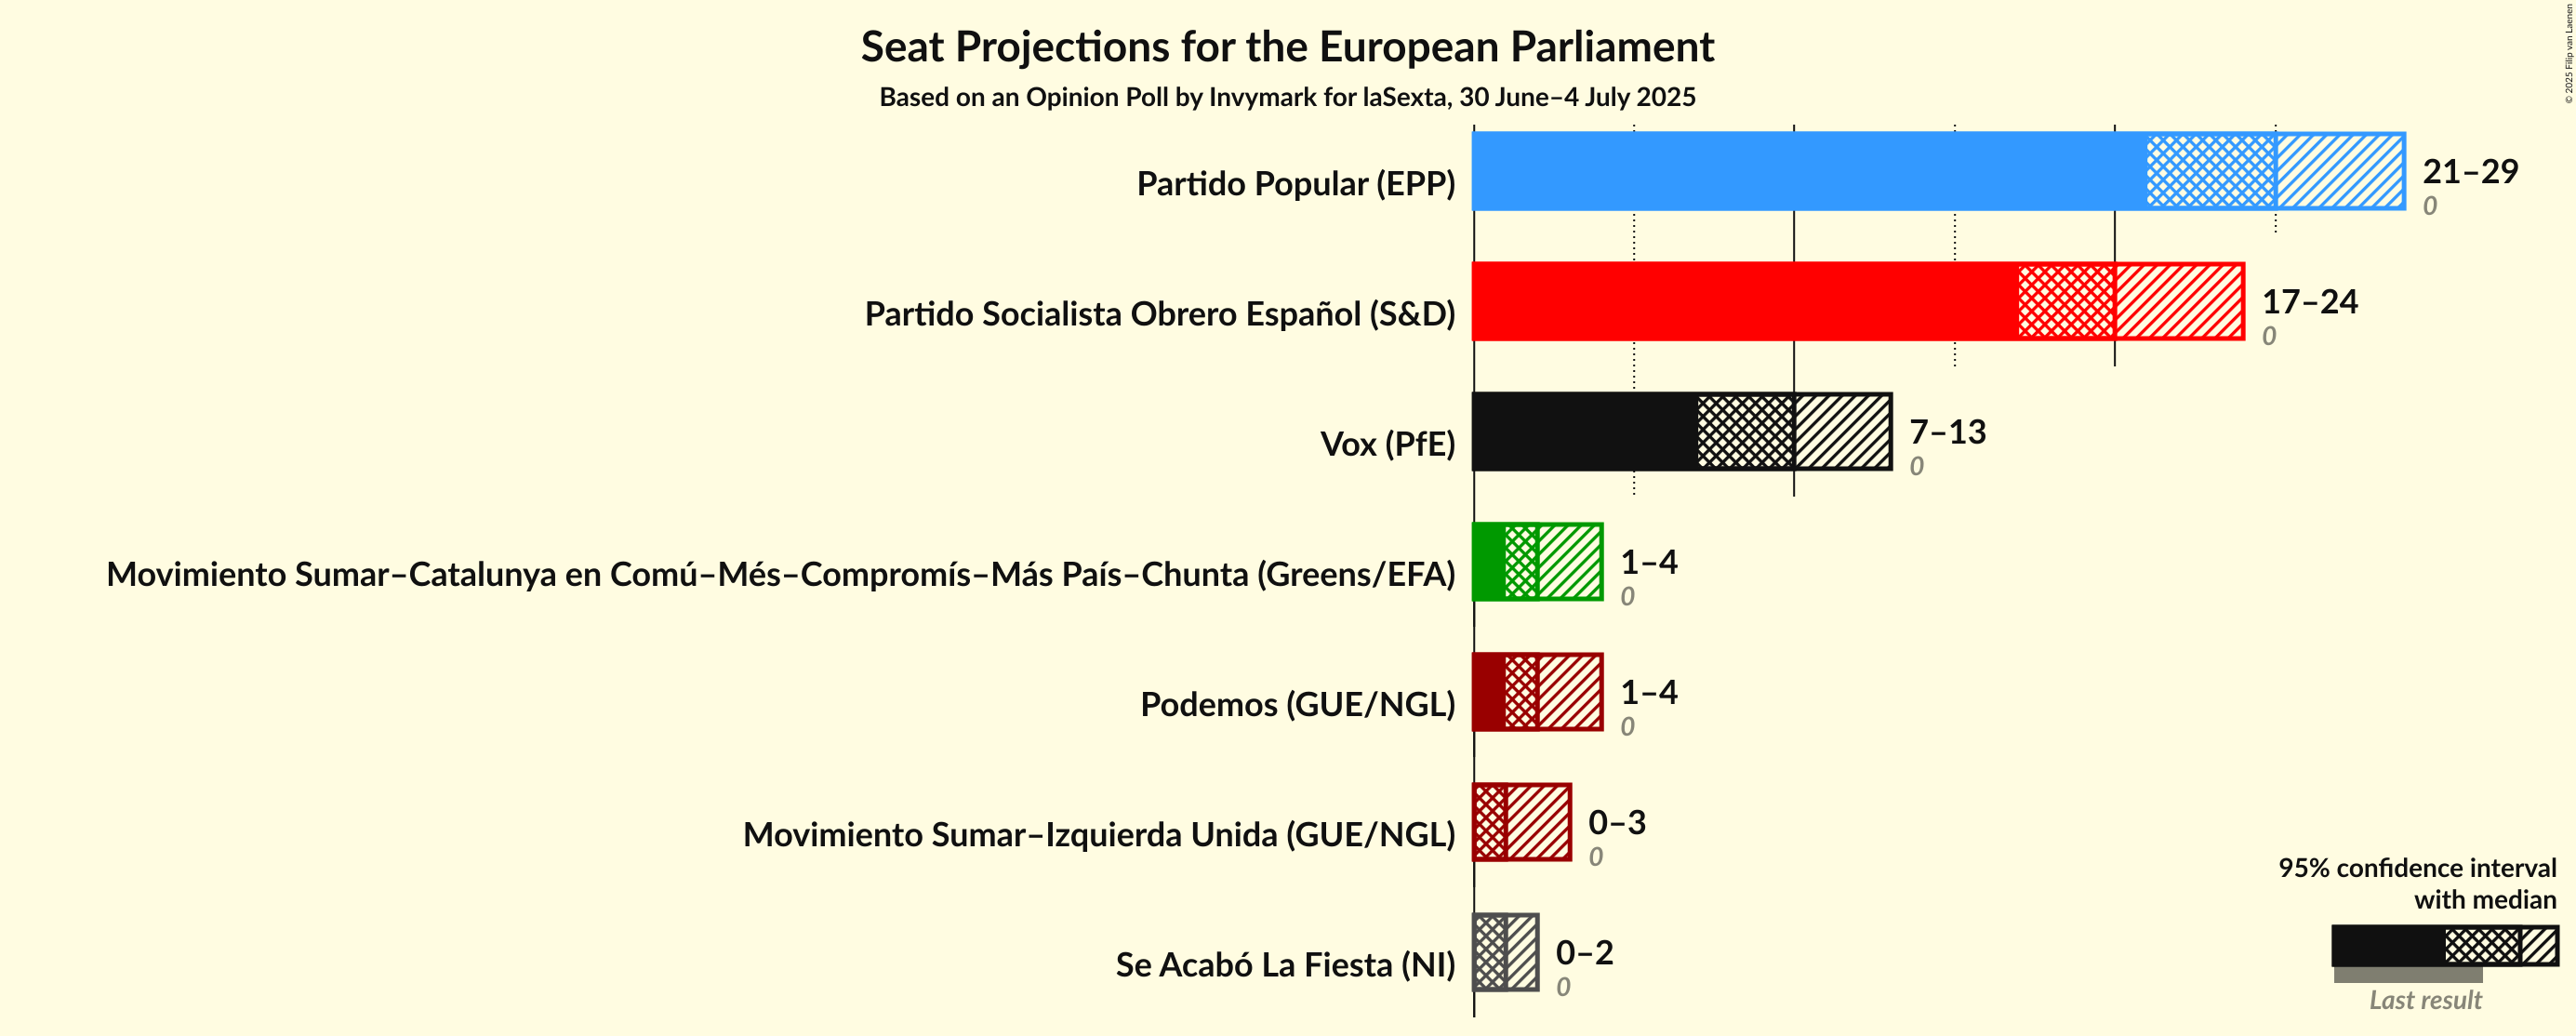 Seat Projections for the European Parliament
Based on an Opinion Poll by Invymark for laSexta, 30 June–4 July 2025
© 2025 Filip van Laenen
Partido Popular (EPP)
21–29
0
Partido Socialista Obrero Español (S&D)
17–24
0
Vox (PfE)
7–13
0
Movimiento Sumar–Catalunya en Comú–Més–Compromís–Más País–Chunta (Greens/EFA)
1–4
0
Podemos (GUE/NGL)
1–4
0
Movimiento Sumar–Izquierda Unida (GUE/NGL)
0–3
0
Se Acabó La Fiesta (NI)
0–2
0
95% confidence interval
with median
Last result